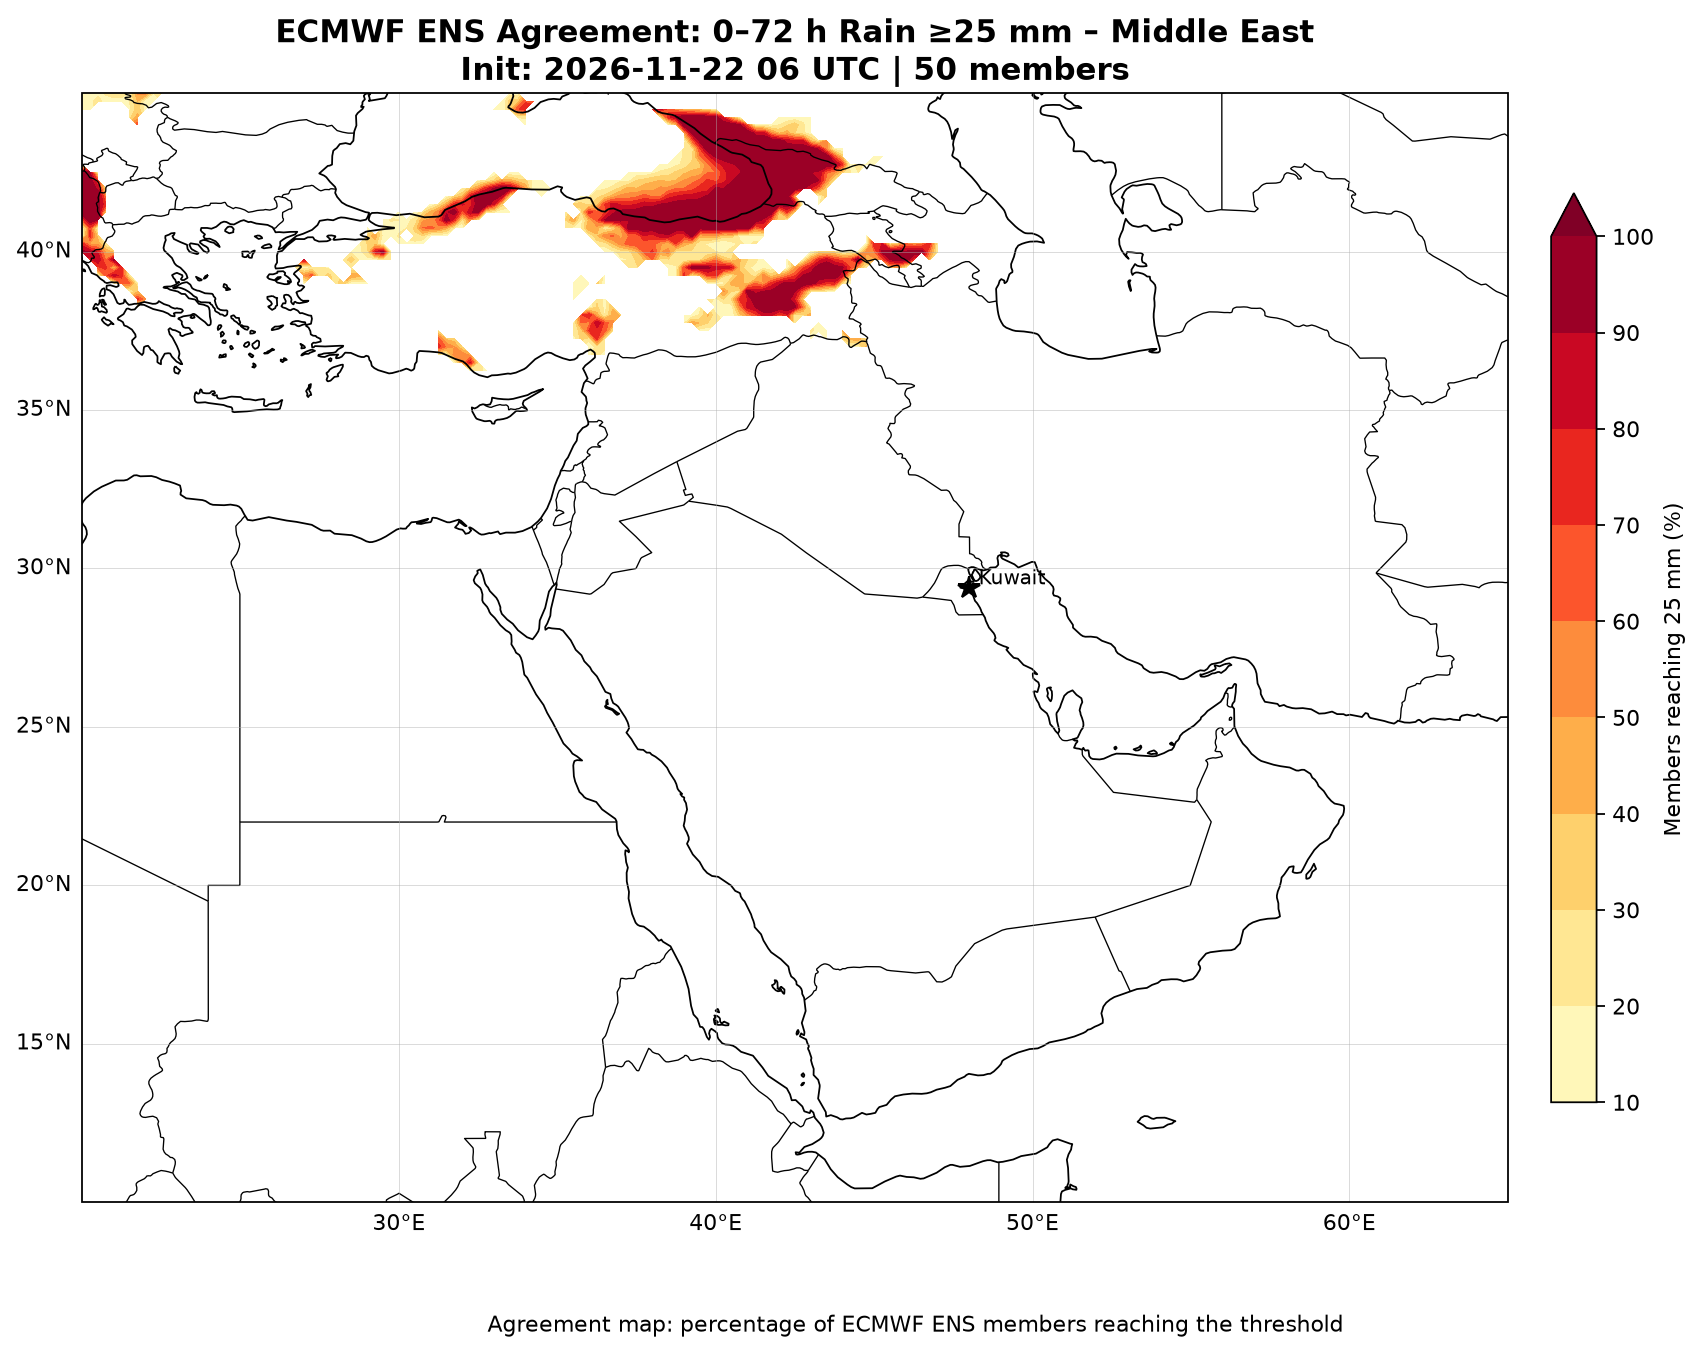 ECMWF ENS Agreement: 0–72 h Rain ≥25 mm – Middle East
Init: 2026-11-22 06 UTC | 50 members
40°N
35°N
30°N
25°N
20°N
15°N
30°E
40°E
50°E
60°E
Kuwait
100
90
80
70
60
50
40
30
20
10
Members reaching 25 mm (%)
Agreement map: percentage of ECMWF ENS members reaching the threshold